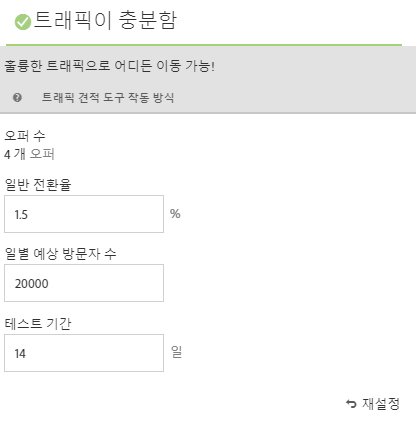 트래픽이 충분함
훌륭한 트래픽으로 어디든 이동 가능!
트래픽 견적 도구 작동 방식
오퍼 수
4 개 오퍼
일반 전환율
1.5 %
일별 예상 방문자 수
20000
테스트 기간
14 일
재설정